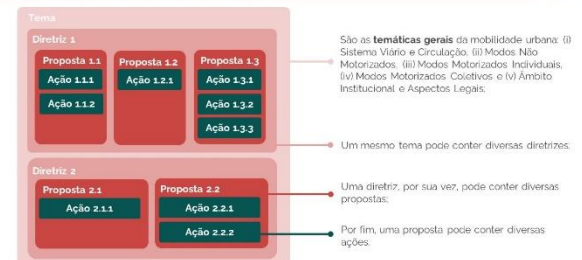 Tema
Diretriz 1
Proposta 1.1
Ação 1.1.1
Ação 1.1.2
Proposta 1.2
Ação 1.2.1
Proposta 1.3
Ação 1.3.1
Ação 1.3.2
Ação 1.3.3
Diretriz 2
Proposta 2.1
Ação 2.1.1
Proposta 2.2
Ação 2.2.1
Ação 2.2.2
São as temáticas gerais da mobilidade urbana: (i)
Sistema Viário e Circulação, (ii) Modos Não
Motorizados, (iii) Modos Motorizados Individuais,
(iv) Modos Motorizados Coletivos e (v) Âmbito
Institucional e Aspectos Legais;
Um mesmo tema pode conter diversas diretrizes;
Uma diretriz, por sua vez, pode conter diversas
propostas;
Por fim, uma proposta pode conter diversas
ações.